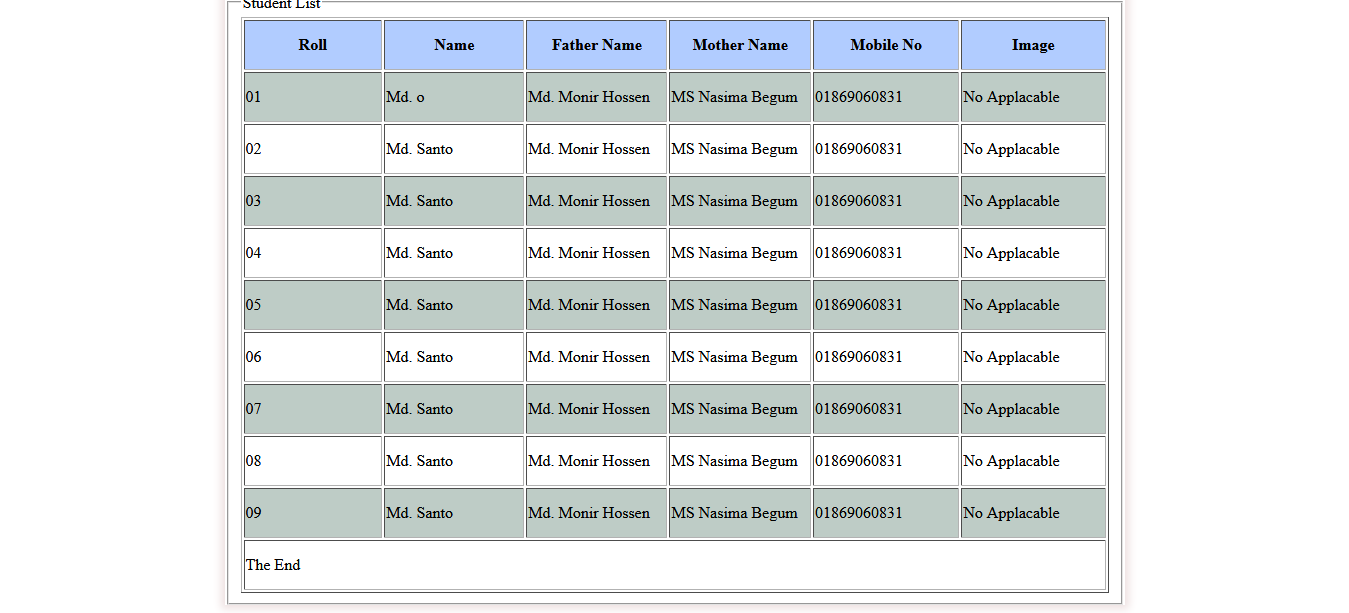 Student List
Roll Name Father Name Mother Name Mobile No Image
01 Md. o Md. Monir Hossen MS Nasima Begum 01869060831 No Applacable
02 Md. Santo Md. Monir Hossen MS Nasima Begum 01869060831 No Applacable
03 Md. Santo Md. Monir Hossen MS Nasima Begum 01869060831 No Applacable
04 Md. Santo Md. Monir Hossen MS Nasima Begum 01869060831 No Applacable
05 Md. Santo Md. Monir Hossen MS Nasima Begum 01869060831 No Applacable
06 Md. Santo Md. Monir Hossen MS Nasima Begum 01869060831 No Applacable
07 Md. Santo Md. Monir Hossen MS Nasima Begum 01869060831 No Applacable
08 Md. Santo Md. Monir Hossen MS Nasima Begum 01869060831 No Applacable
09 Md. Santo Md. Monir Hossen MS Nasima Begum 01869060831 No Applacable
The End